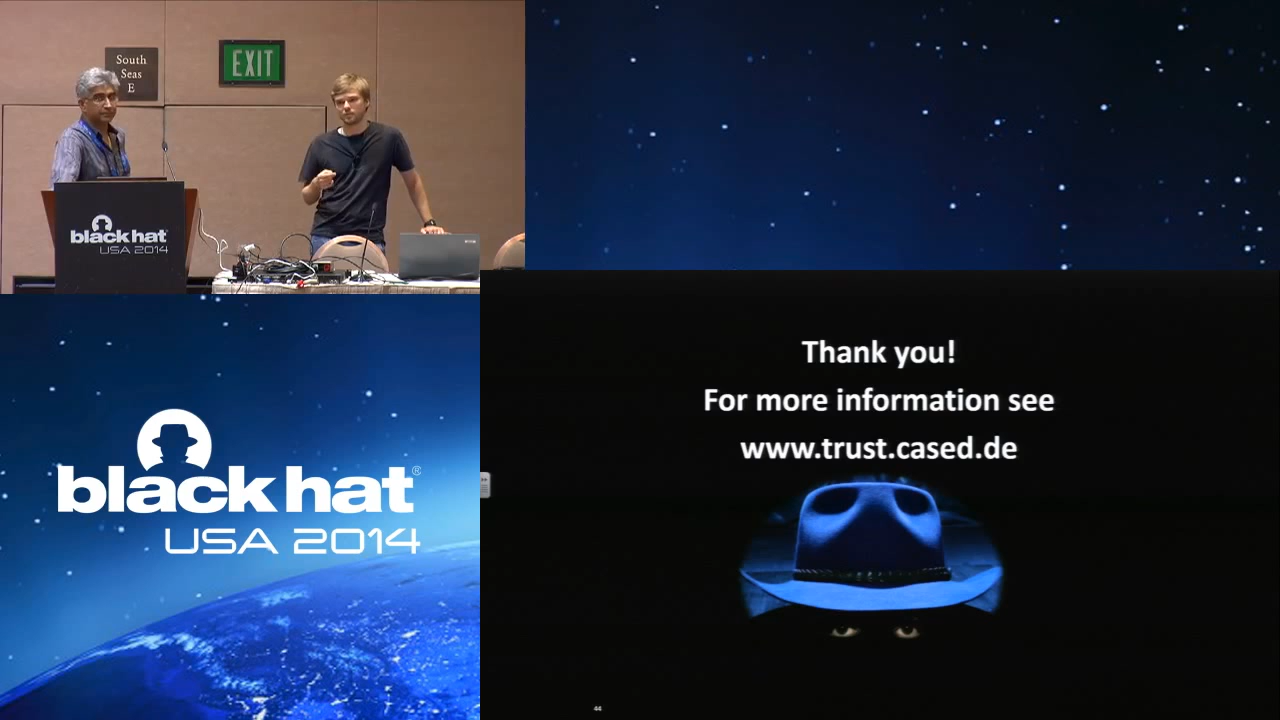 South
Seas
E
EXIT
black hat
USA 2014
black hat®
USA 2014
Thank you!
For more information see
www.trust.cased.de
44